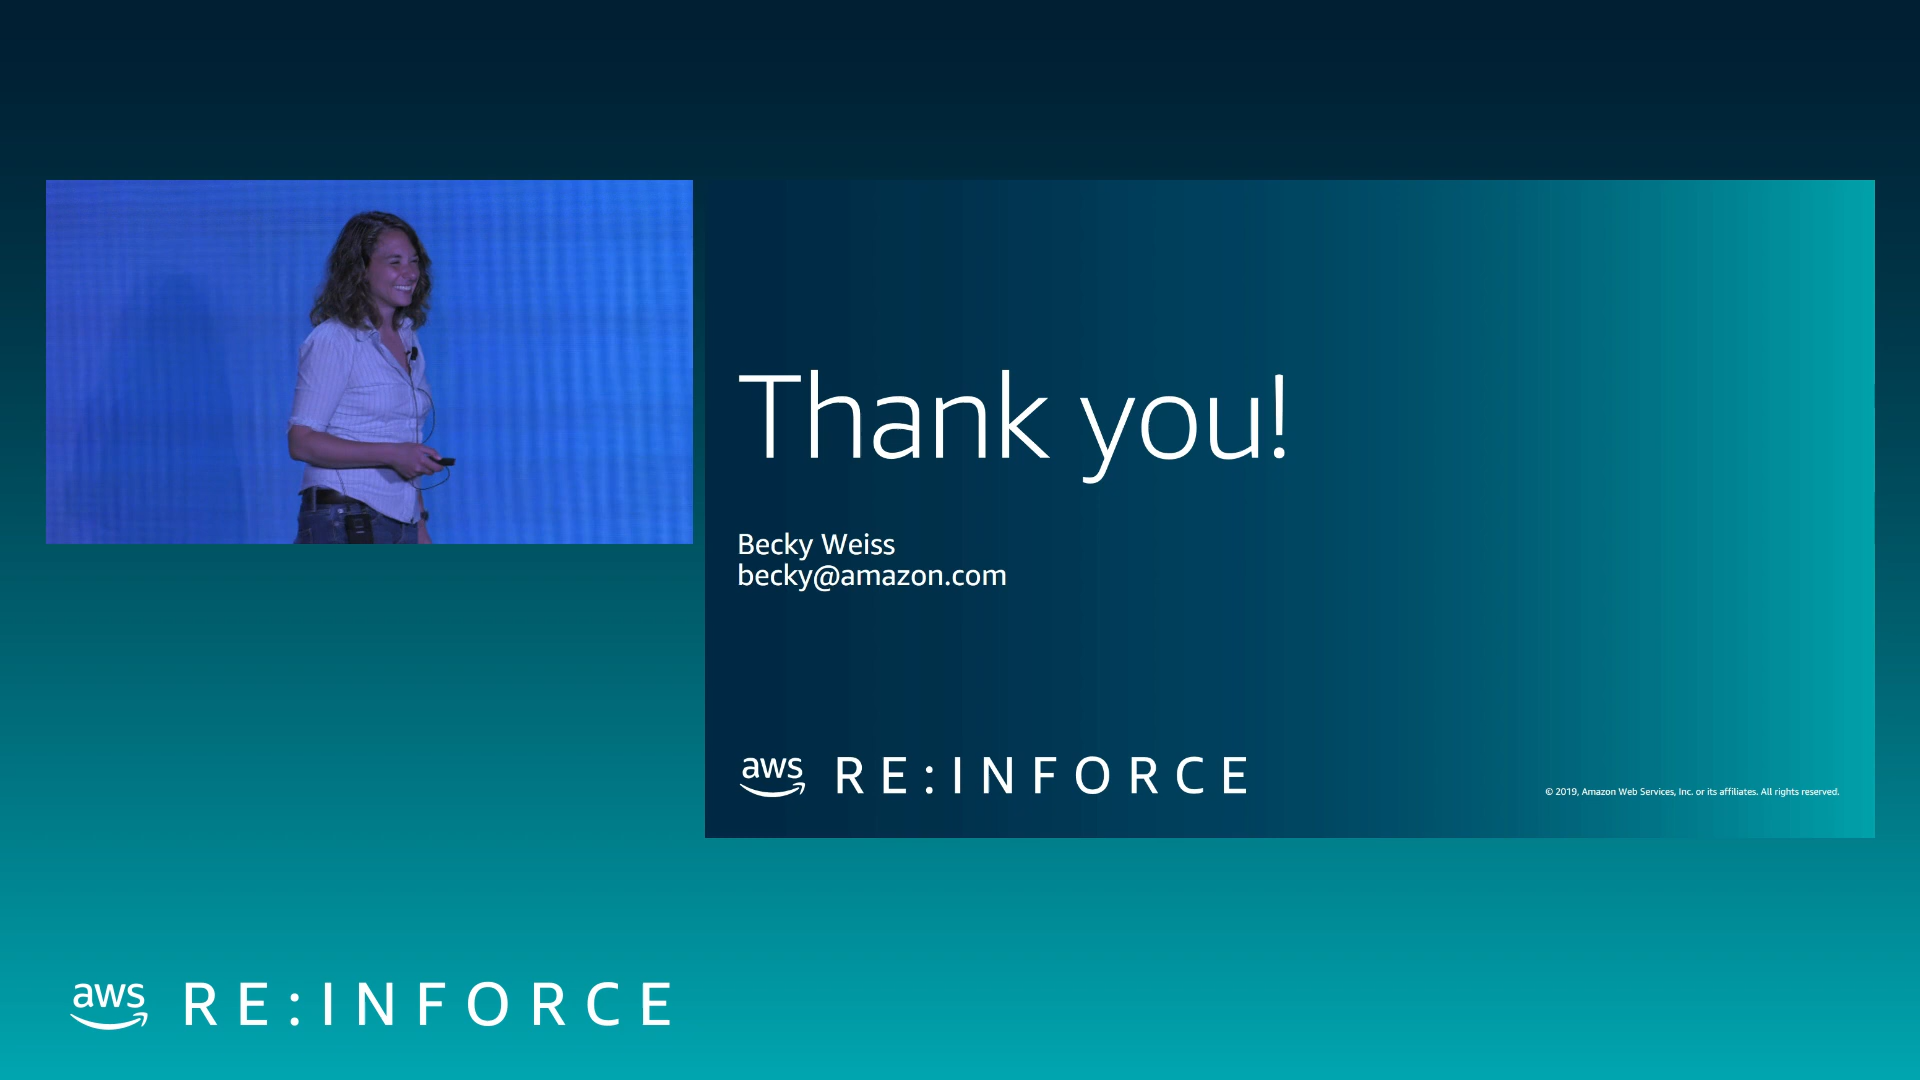 Thank you!
Becky Weiss
becky@amazon.com
aws RE:INFORCE
© 2019, Amazon Web Services, Inc. or its affiliates. All rights reserved.
aws RE:INFORCE